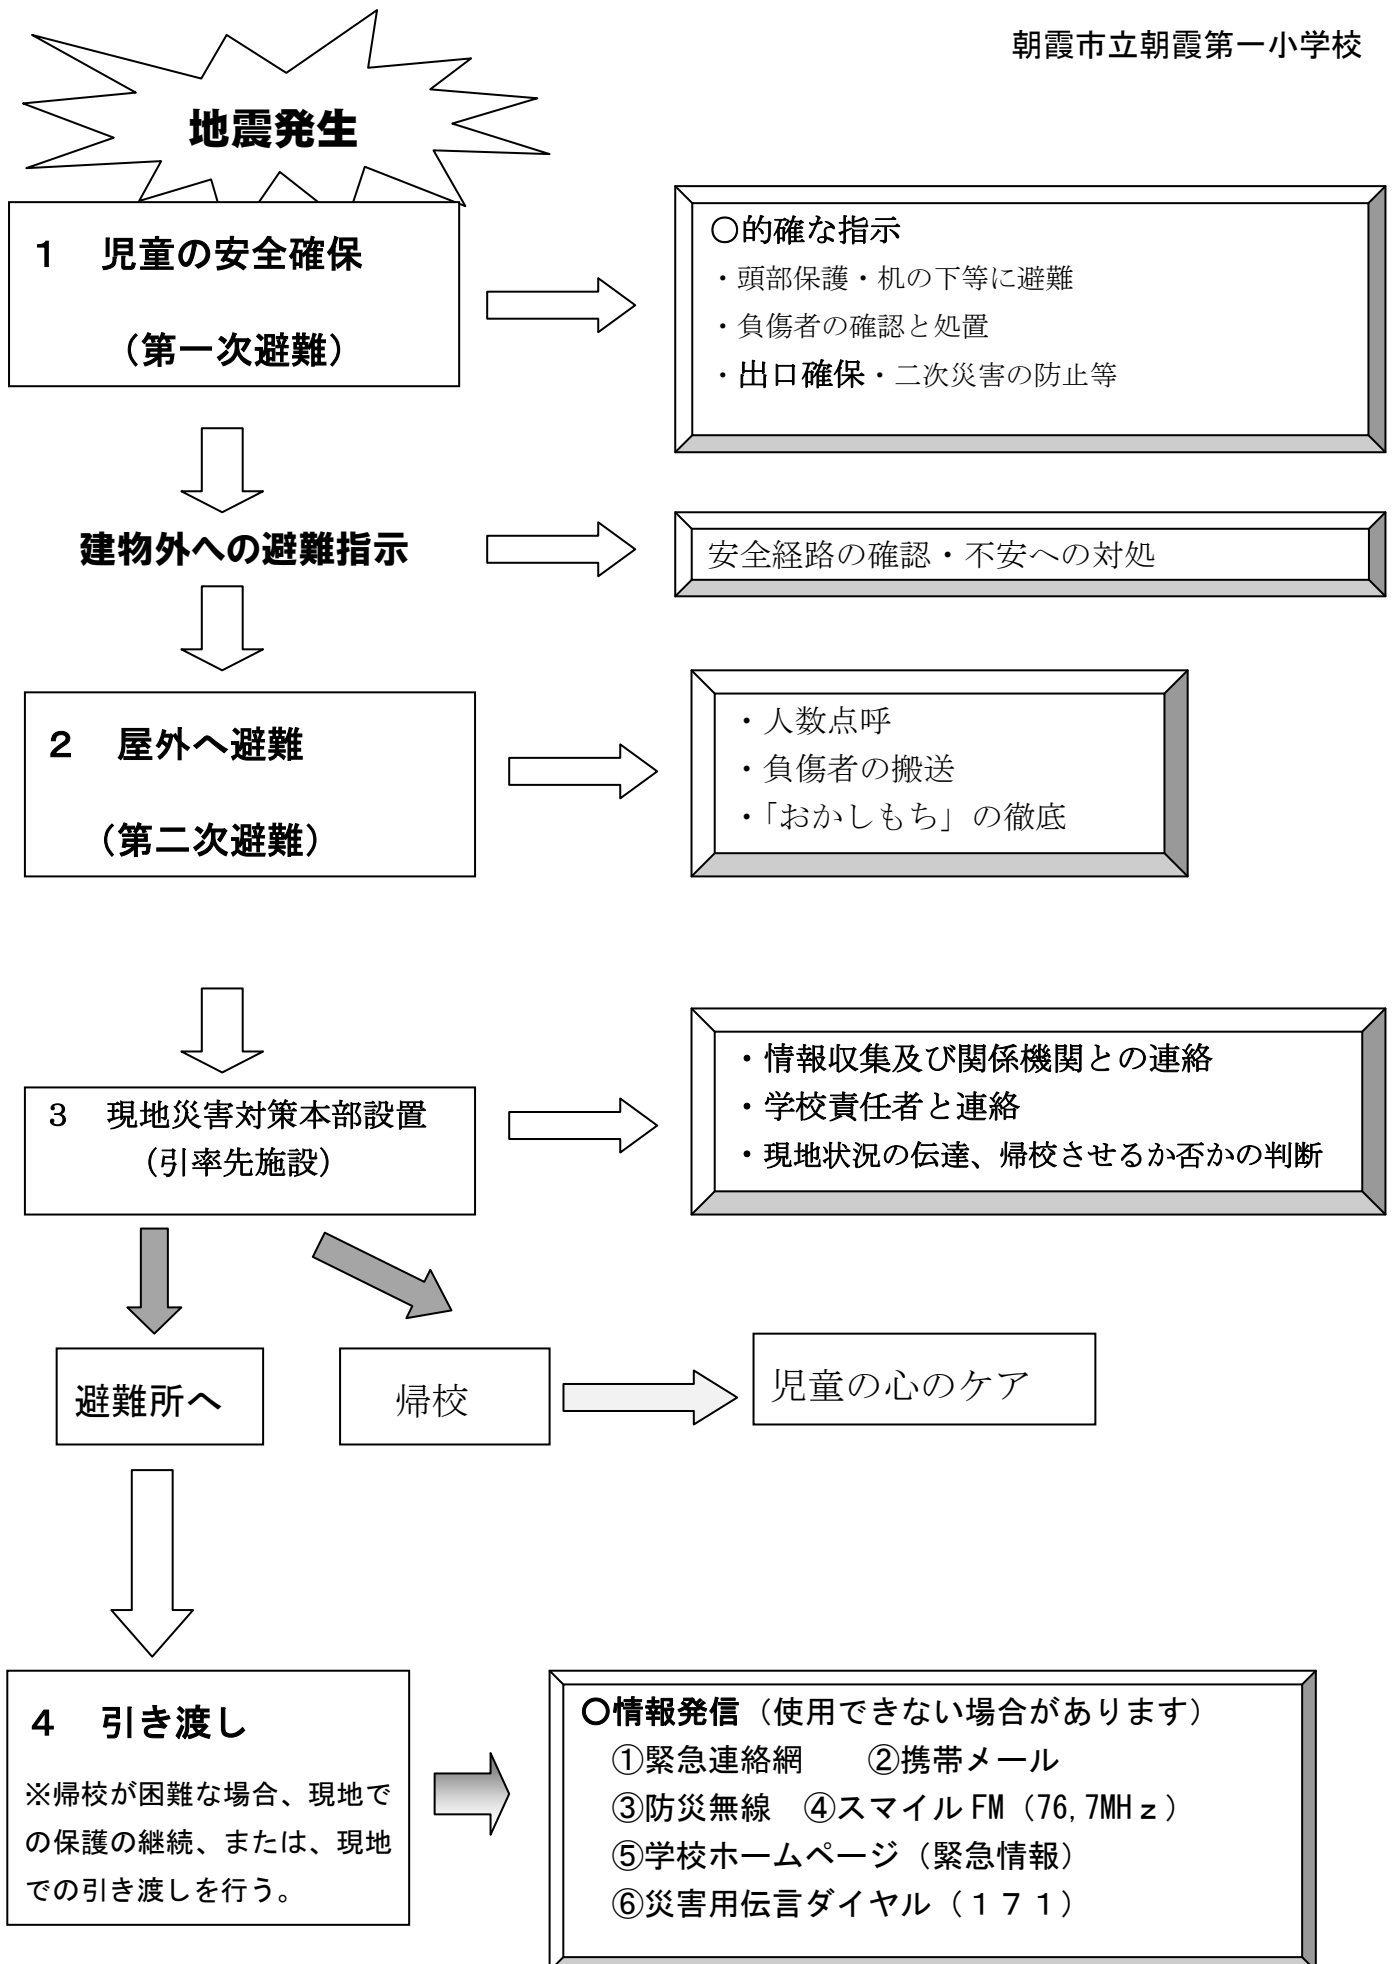 朝霞市立朝霞第一小学校
地震発生
１　児童の安全確保
（第一次避難）
〇的確な指示
・頭部保護・机の下等に避難
・負傷者の確認と処置
・出口確保・二次災害の防止等
建物外への避難指示
安全経路の確認・不安への対処
２　屋外へ避難
（第二次避難）
・人数点呼
・負傷者の搬送
・「おかしもち」の徹底
３　現地災害対策本部設置
（引率先施設）
・情報収集及び関係機関との連絡
・学校責任者と連絡
・現地状況の伝達、帰校させるか否かの判断
避難所へ
帰校
児童の心のケア
４　引き渡し
※帰校が困難な場合、現地で
の保護の継続、または、現地
での引き渡しを行う。
〇情報発信（使用できない場合があります）
①緊急連絡網　　②携帯メール
③防災無線　④スマイルFM（76,7MHｚ）
⑤学校ホームページ（緊急情報）
⑥災害用伝言ダイヤル（１７１）